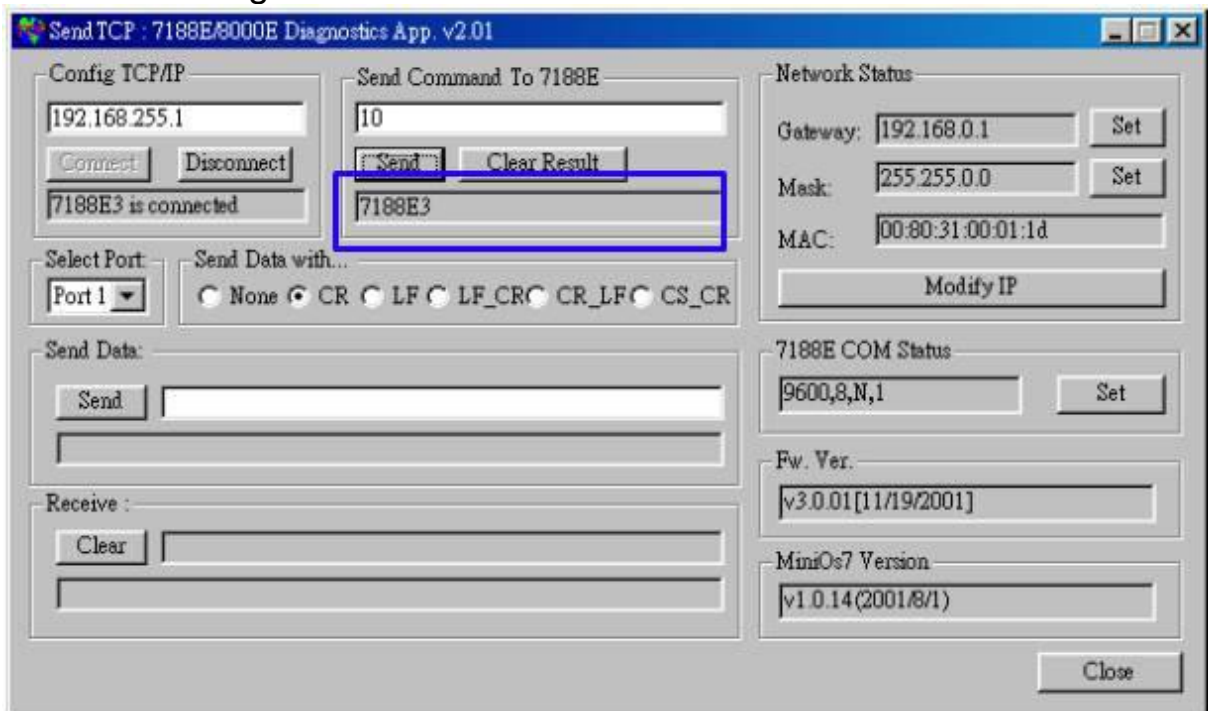 SendTCP : 7188E/8000E Diagnostics App. v2.01
Config TCP/IP
192.168.255.1
Connect Disconnect
7188E3 is connected
Send Command To 7188E
10
Send Clear Result
7188E3
Network Status
Gateway: 192.168.0.1 Set
Mask: 255.255.0.0 Set
MAC: 00:80:31:00:01:1d
Modify IP
Select Port:
Port 1
Send Data with...
None CR LF LF_CR CR_LF CS_CR
Send Data:
Send
7188E COM Status
9600,8,N,1 Set
Receive :
Clear
Fw. Ver.
v3.0.01[11/19/2001]
MiniOs7 Version
v1.0.14(2001/8/1)
Close